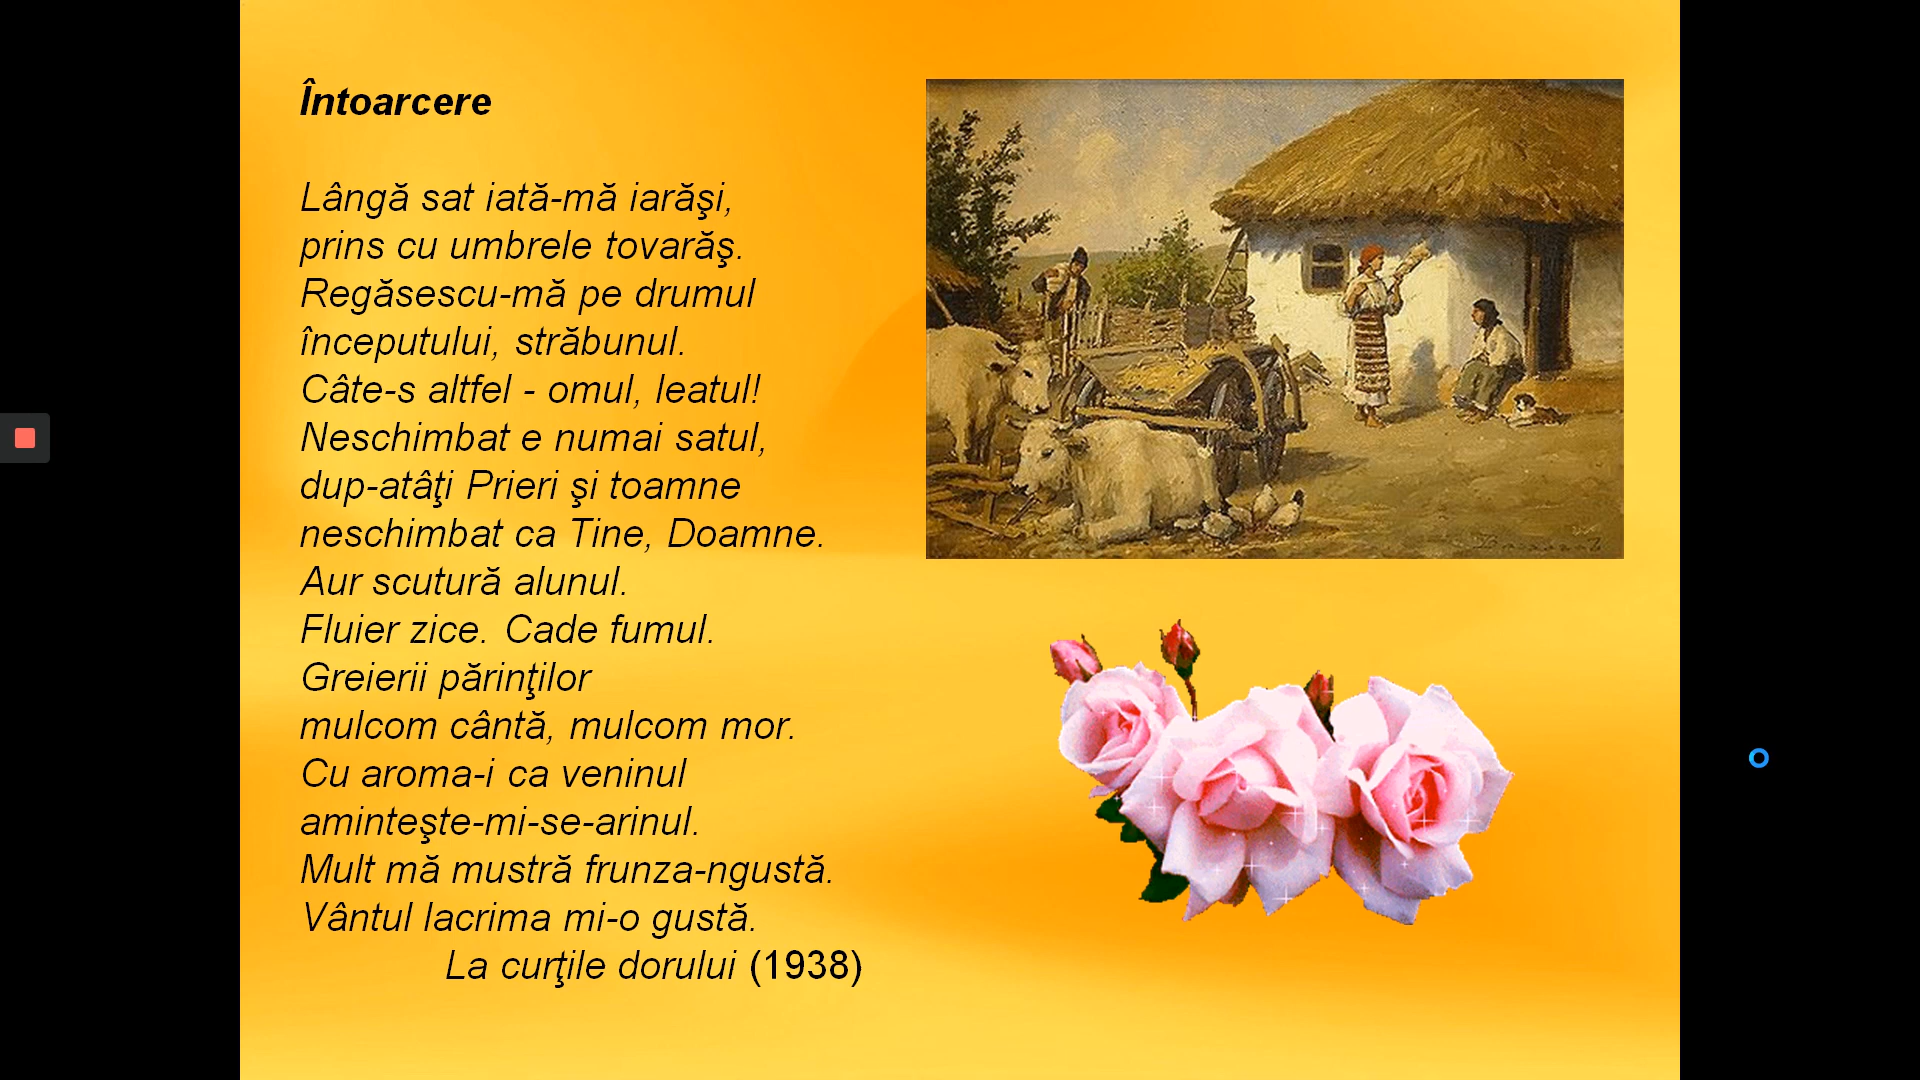 Întoarcere
Lângă sat iată-mă iarăşi,
prins cu umbrele tovarăş.
Regăsescu-mă pe drumul
începutului, străbunul.
Câte-s altfel - omul, leatul!
Neschimbat e numai satul,
dup-atâţi Prieri şi toamne
neschimbat ca Tine, Doamne.
Aur scutură alunul.
Fluier zice. Cade fumul.
Greierii părinţilor
mulcom cântă, mulcom mor.
Cu aroma-i ca veninul
aminteşte-mi-se-arinul.
Mult mă mustră frunza-ngustă.
Vântul lacrima mi-o gustă.
La curţile dorului (1938)